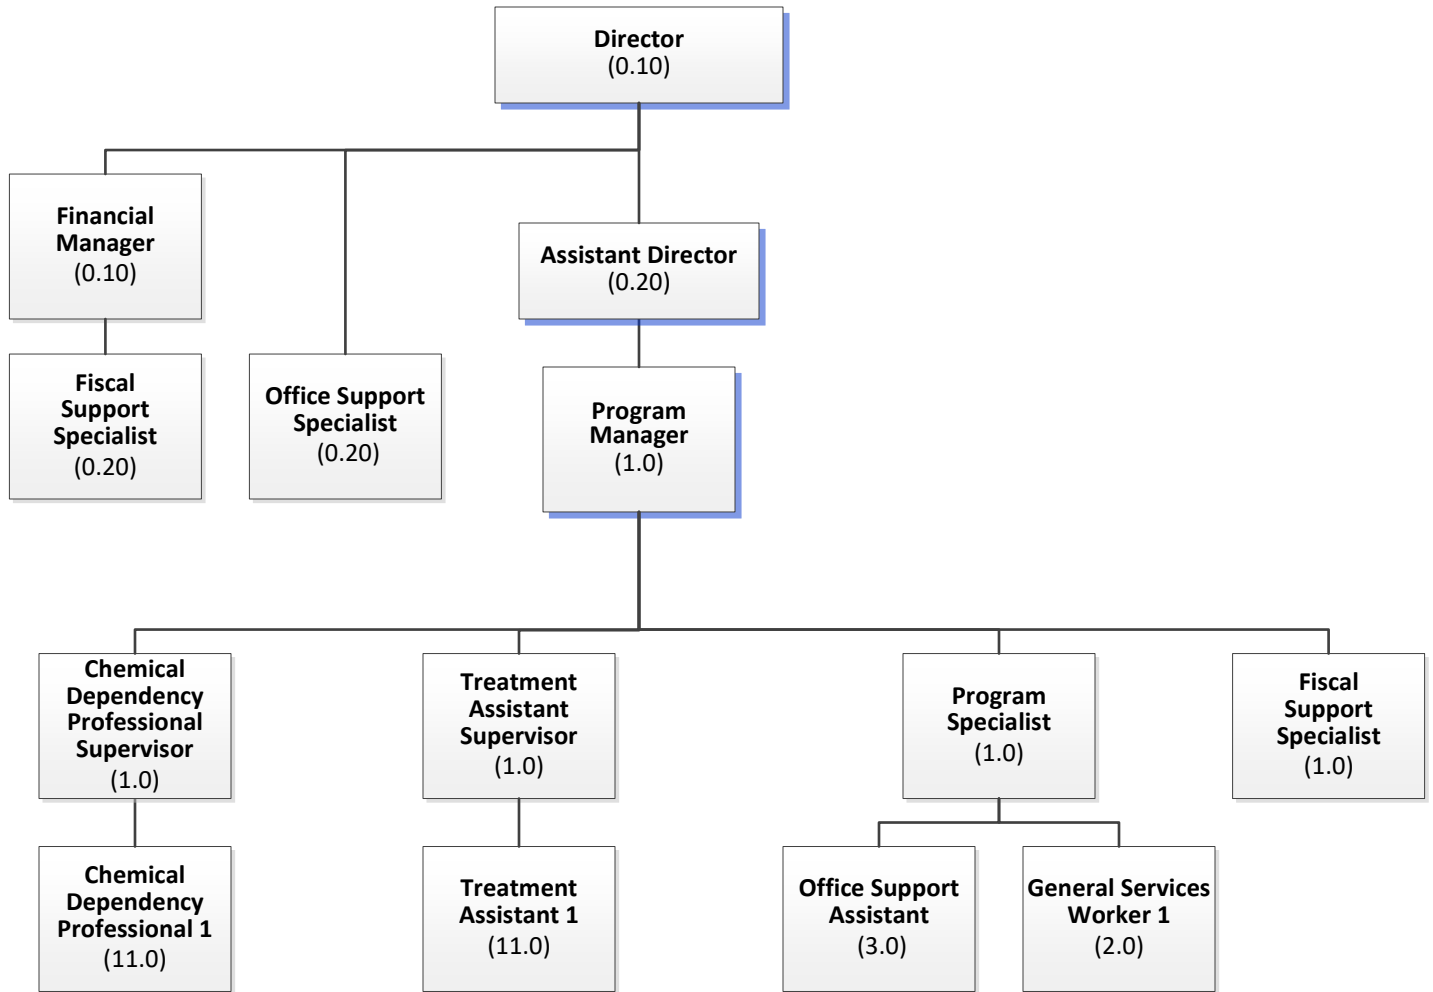 Director
(0.10)
Financial
Manager
(0.10)
Assistant Director
(0.20)
Fiscal
Support
Specialist
(0.20)
Office Support
Specialist
(0.20)
Program
Manager
(1.0)
Chemical
Dependency
Professional
Supervisor
(1.0)
Treatment
Assistant
Supervisor
(1.0)
Program
Specialist
(1.0)
Fiscal
Support
Specialist
(1.0)
Chemical
Dependency
Professional 1
(11.0)
Treatment
Assistant 1
(11.0)
Office Support
Assistant
(3.0)
General Services
Worker 1
(2.0)